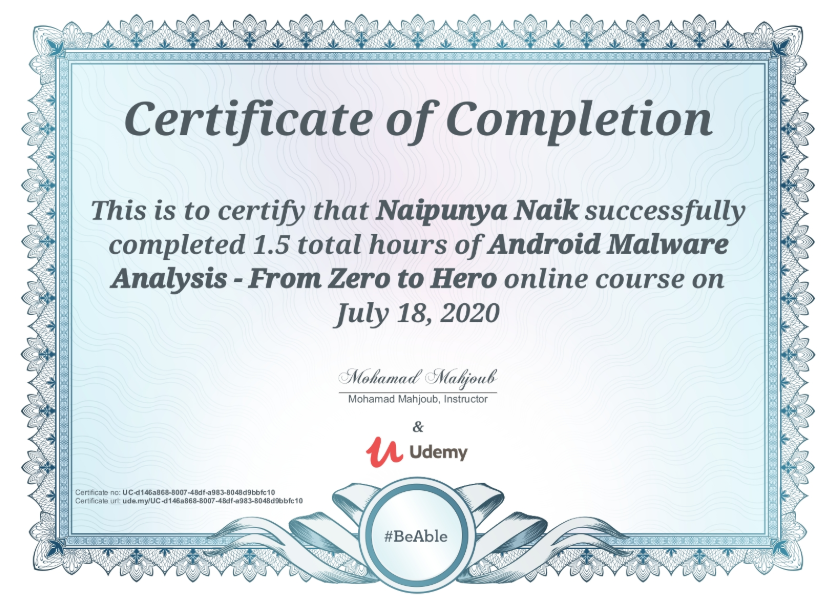 Certificate of Completion
This is to certify that Naipunya Naik successfully
completed 1.5 total hours of Android Malware
Analysis - From Zero to Hero online course on
July 18, 2020
Mohamad Mahjoub
Mohamad Mahjoub, Instructor
&
Udemy
Certificate no: UC-d146a868-8007-48df-a983-8048d9bbfc10
Certificate url: ude.my/UC-d146a868-8007-48df-a983-8048d9bbfc10
#BeAble